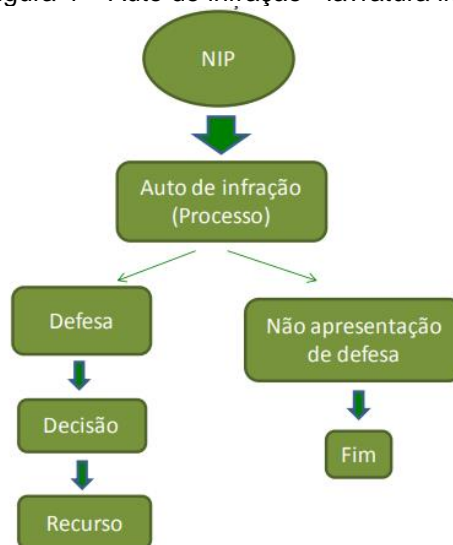 NIP
Auto de infração
(Processo)
Defesa
Não apresentação
de defesa
Decisão
Fim
Recurso